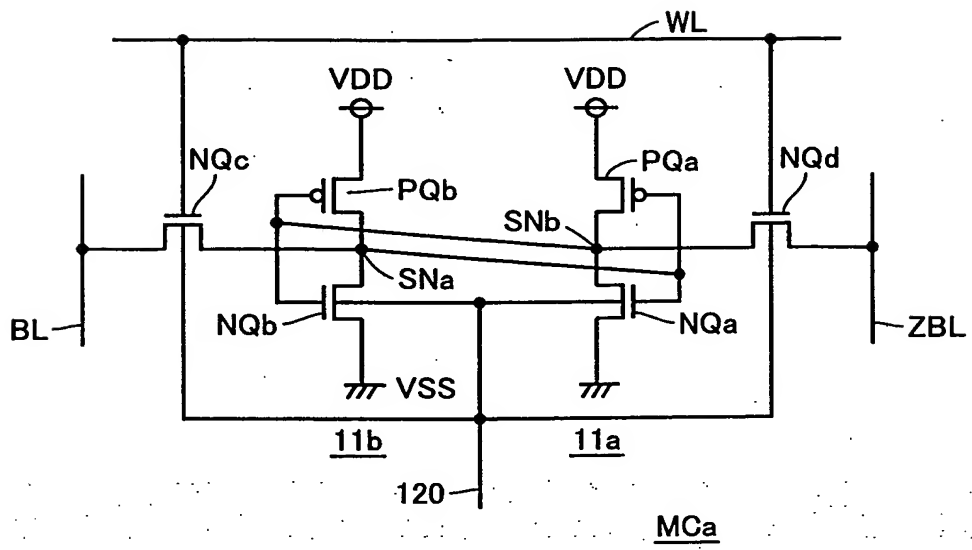 WL
VDD
VDD
NQc
PQb
PQa
NQd
SNb
SNa
BL
NQb
NQa
ZBL
VSS
11b
11a
120
MCa